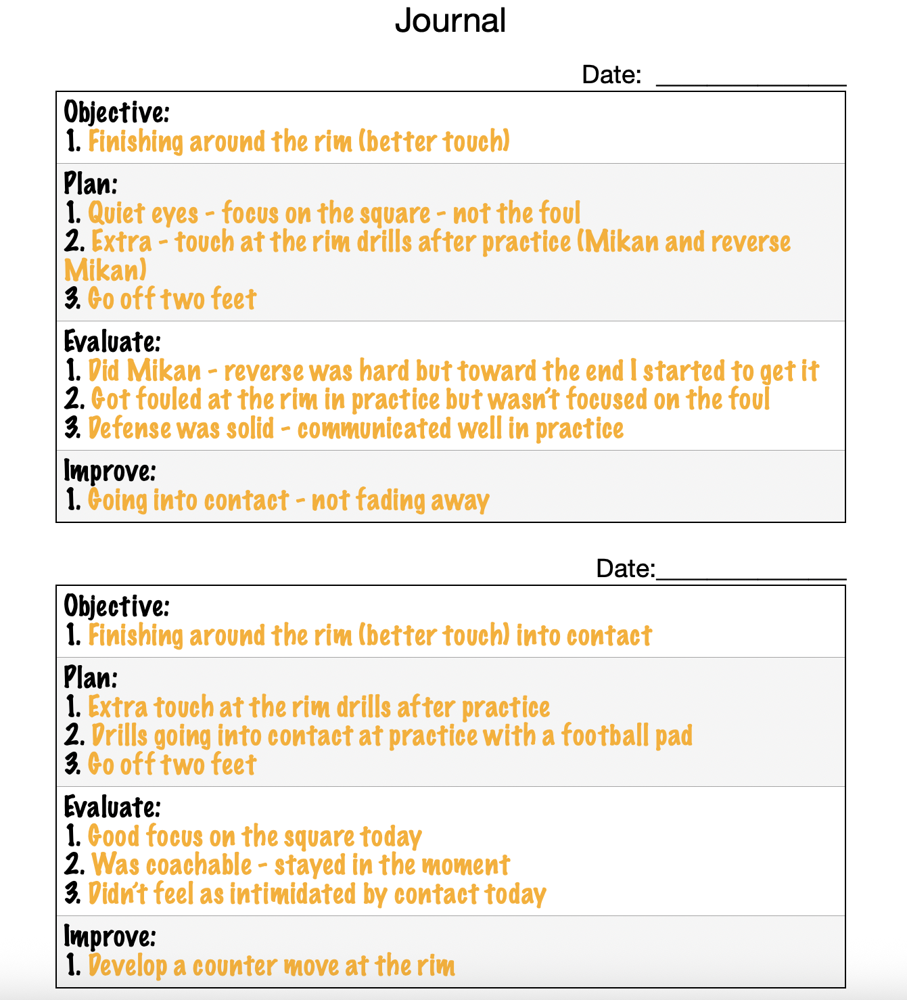 Journal
Date: _______________
Objective:
1. Finishing around the rim (better touch)
Plan:
1. Quiet eyes - focus on the square - not the foul
2. Extra - touch at the rim drills after practice (Mikan and reverse
Mikan)
3. Go off two feet
Evaluate:
1. Did Mikan - reverse was hard but toward the end I started to get it
2. Got fouled at the rim in practice but wasn't focused on the foul
3. Defense was solid - communicated well in practice
Improve:
1. Going into contact - not fading away
Date:_______________
Objective:
1. Finishing around the rim (better touch) into contact
Plan:
1. Extra touch at the rim drills after practice
2. Drills going into contact at practice with a football pad
3. Go off two feet
Evaluate:
1. Good focus on the square today
2. Was coachable - stayed in the moment
3. Didn't feel as intimidated by contact today
Improve:
1. Develop a counter move at the rim